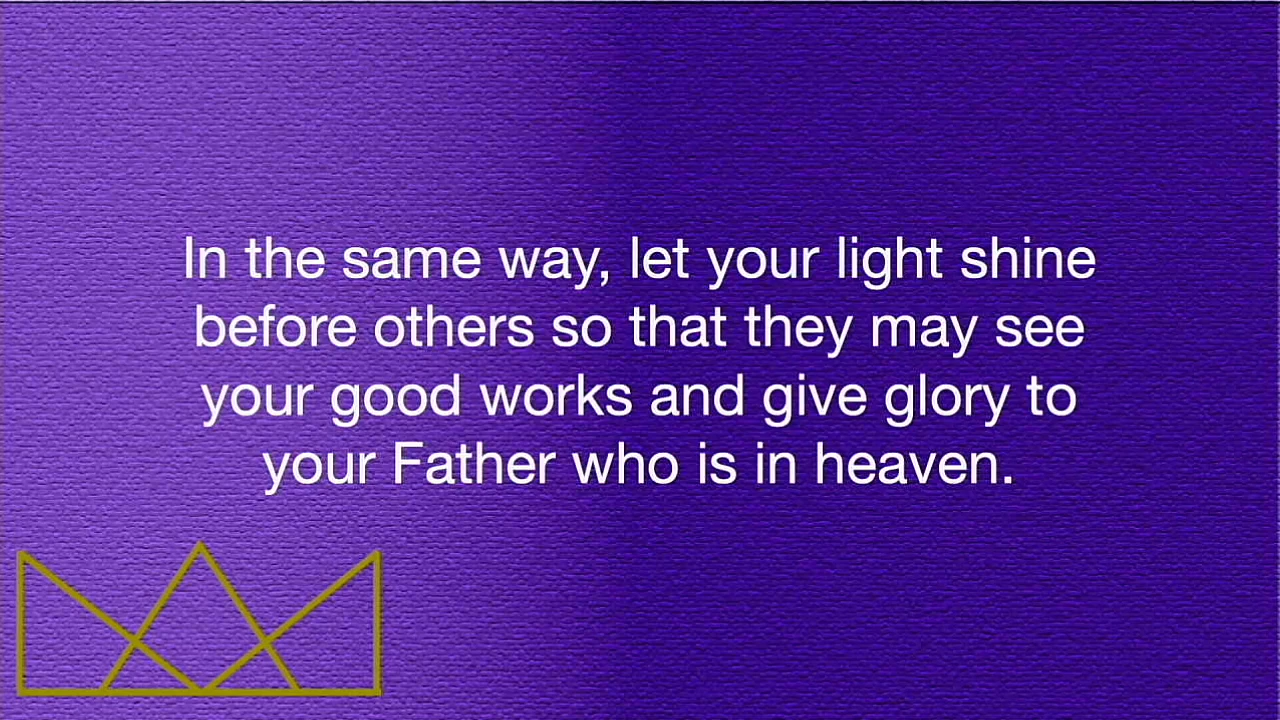 In the same way, let your light shine
before others so that they may see
your good works and give glory to
your Father who is in heaven.